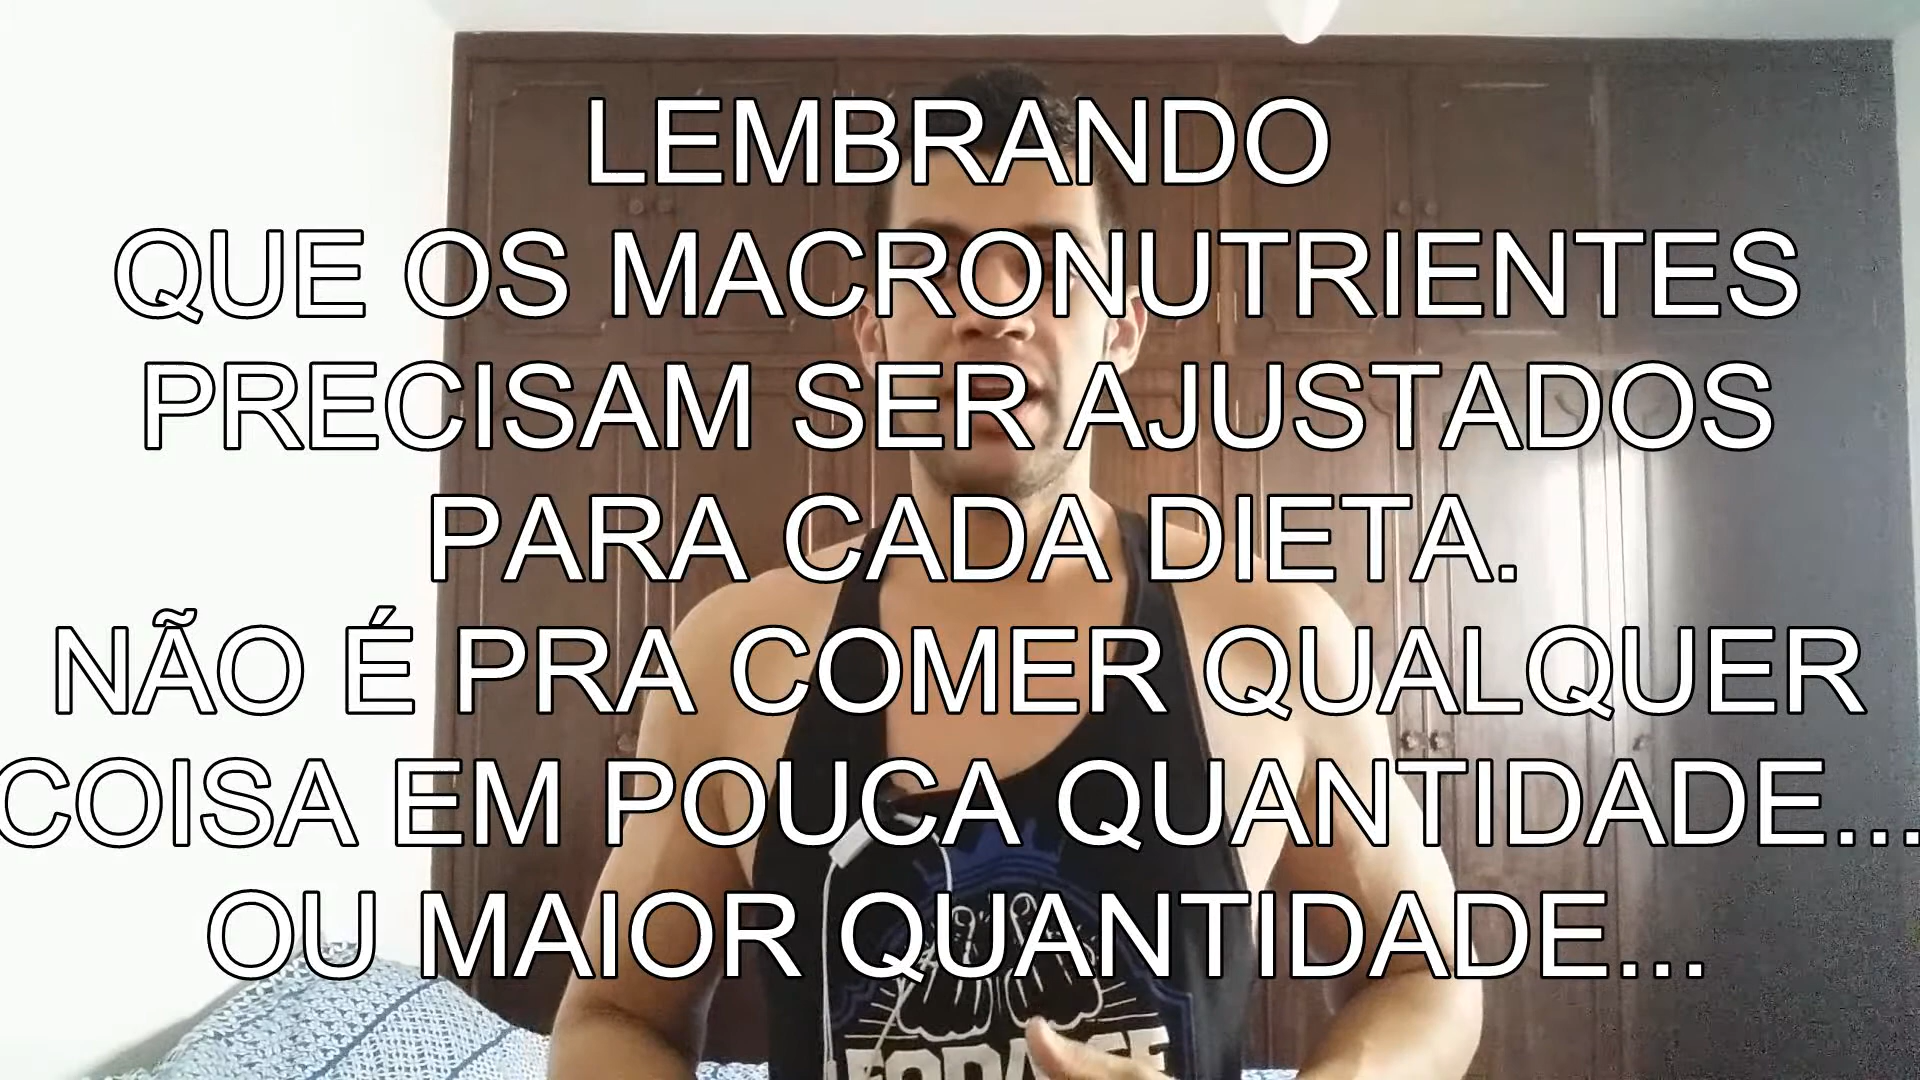 LEMBRANDO
QUE OS MACRONUTRIENTES
PRECISAM SER AJUSTADOS
PARA CADA DIETA.
NÃO É PRA COMER QUALQUER
COISA EM POUCA QUANTIDADE...
OU MAIOR QUANTIDADE...